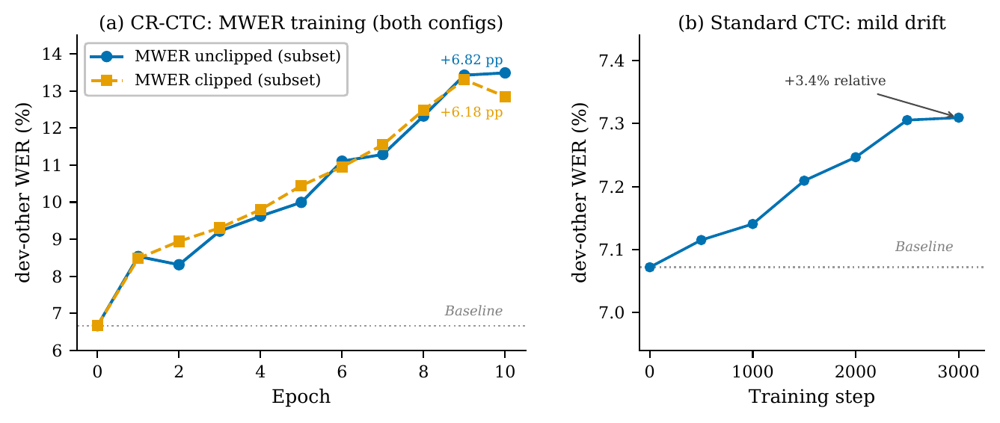 (a) CR-CTC: MWER training (both configs)
MWER unclipped (subset)
MWER clipped (subset)
+6.82 pp
+6.18 pp
Baseline
dev-other WER (%)
14
13
12
11
10
9
8
7
6
0
2
4
6
8
10
Epoch
(b) Standard CTC: mild drift
+3.4% relative
Baseline
dev-other WER (%)
7.4
7.3
7.2
7.1
7.0
0
1000
2000
3000
Training step